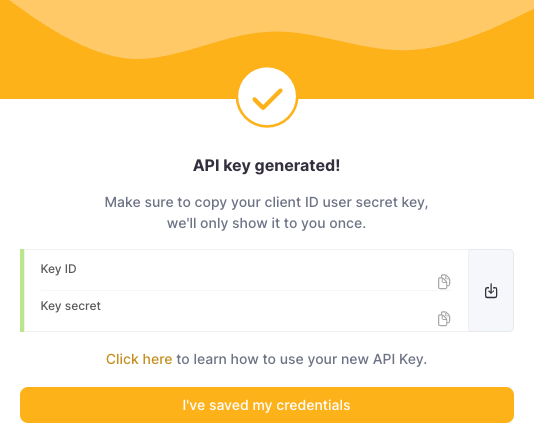 API key generated!
Make sure to copy your client ID user secret key,
we'll only show it to you once.
Key ID
Key secret
Click here to learn how to use your new API Key.
I've saved my credentials